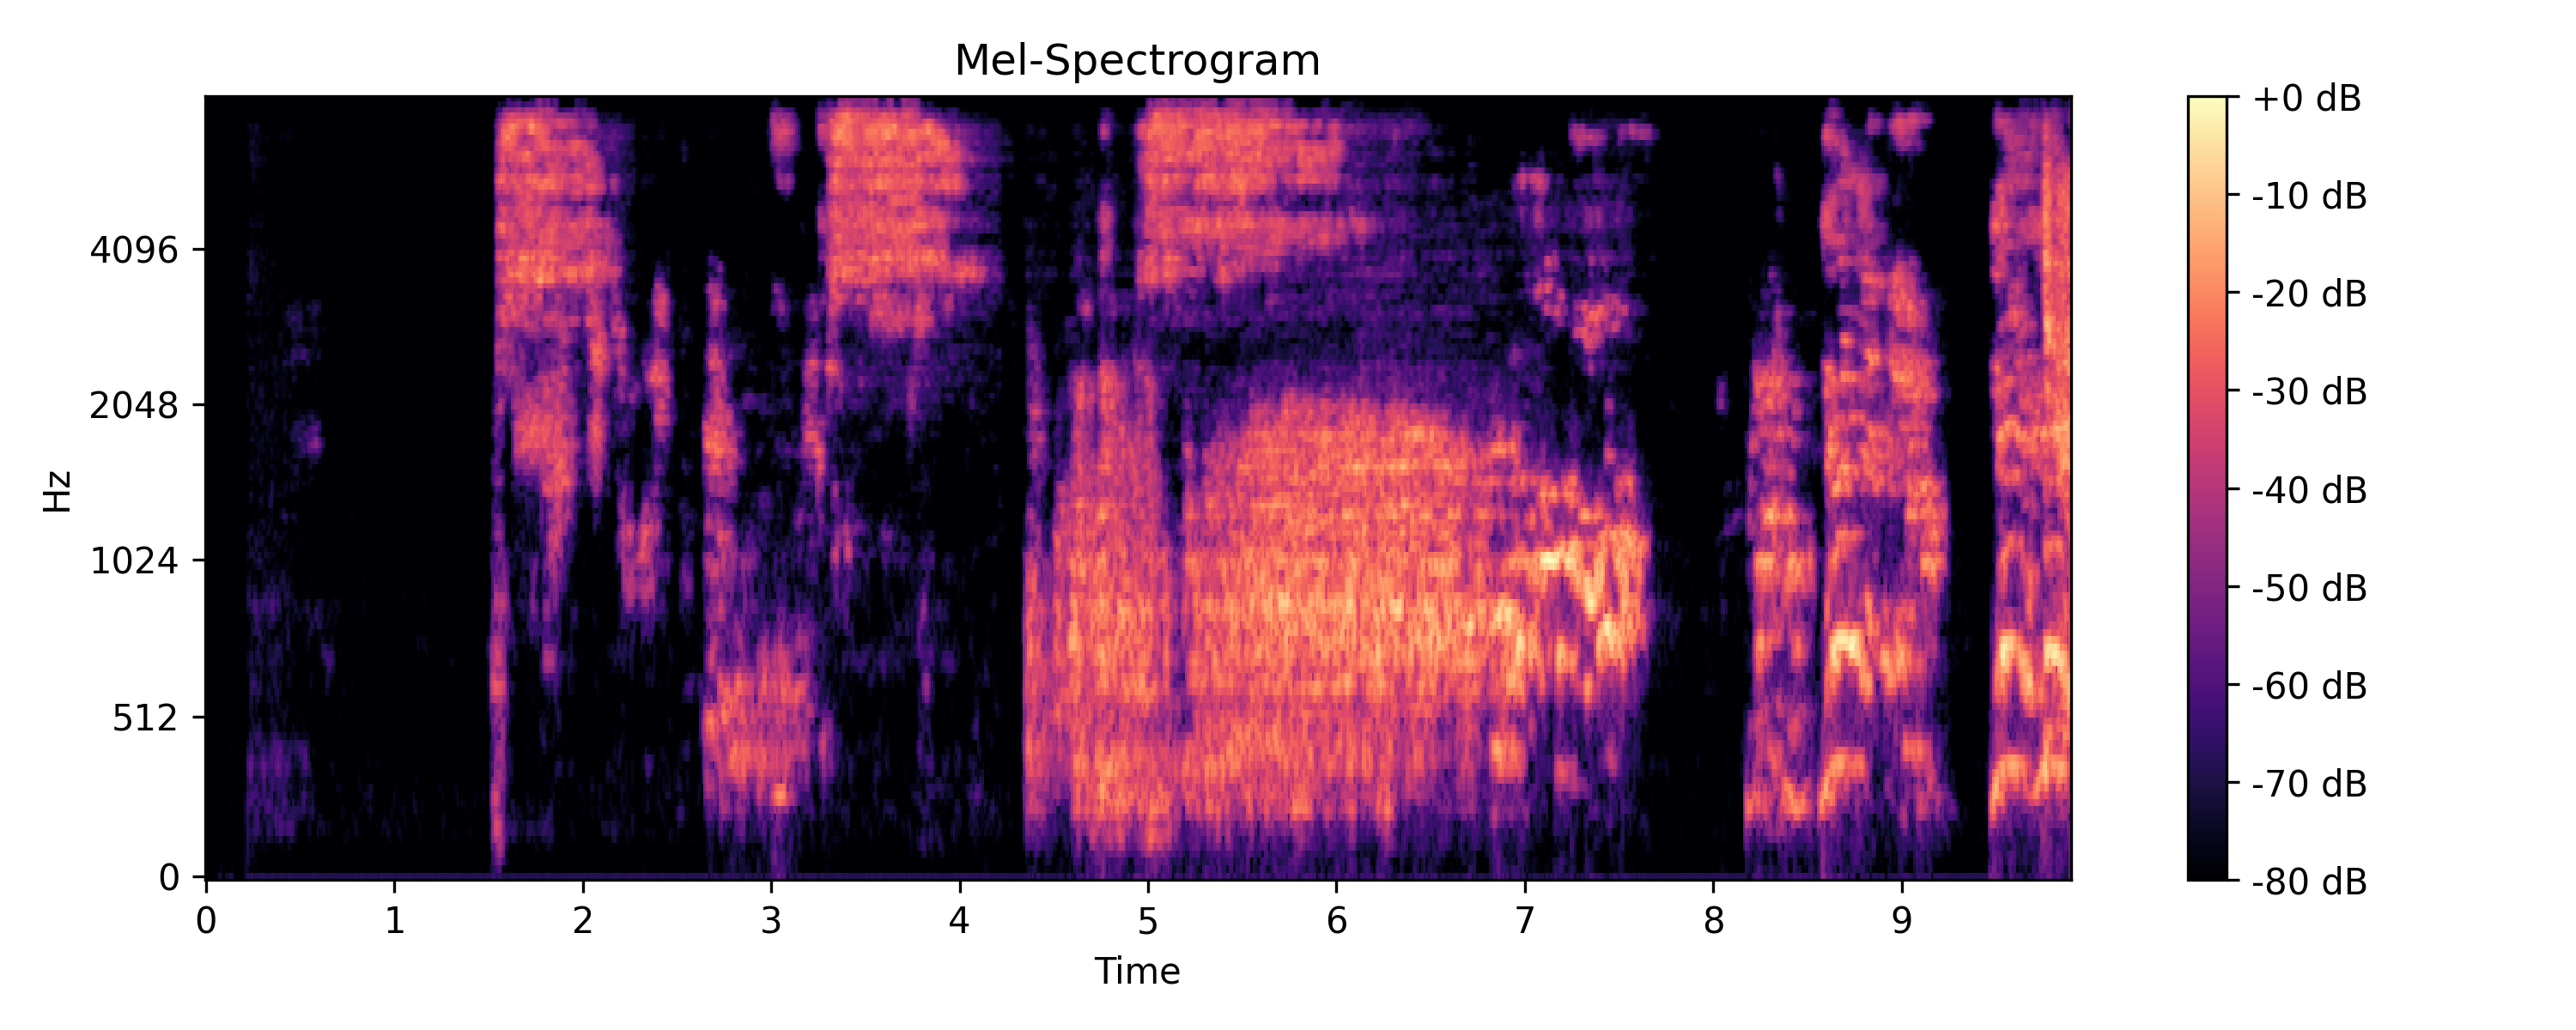 Mel-Spectrogram
+0 dB
-10 dB
-20 dB
-30 dB
-40 dB
-50 dB
-60 dB
-70 dB
-80 dB
Hz
4096
2048
1024
512
0
0 1 2 3 4 5 6 7 8 9
Time